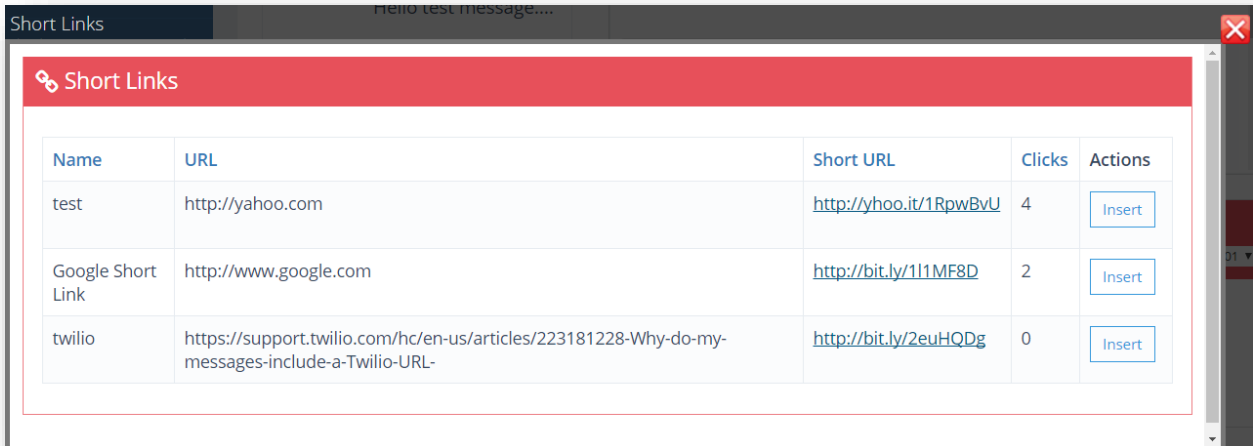 Hello test message....
Short Links
Short Links
Name URL Short URL Clicks Actions
test http://yahoo.com http://yhoo.it/1RpwBvU 4 Insert
Google Short http://www.google.com http://bit.ly/1l1MF8D 2 Insert
Link
twilio https://support.twilio.com/hc/en-us/articles/223181228-Why-do-my- http://bit.ly/2euHQDg 0 Insert
messages-include-a-Twilio-URL-
01